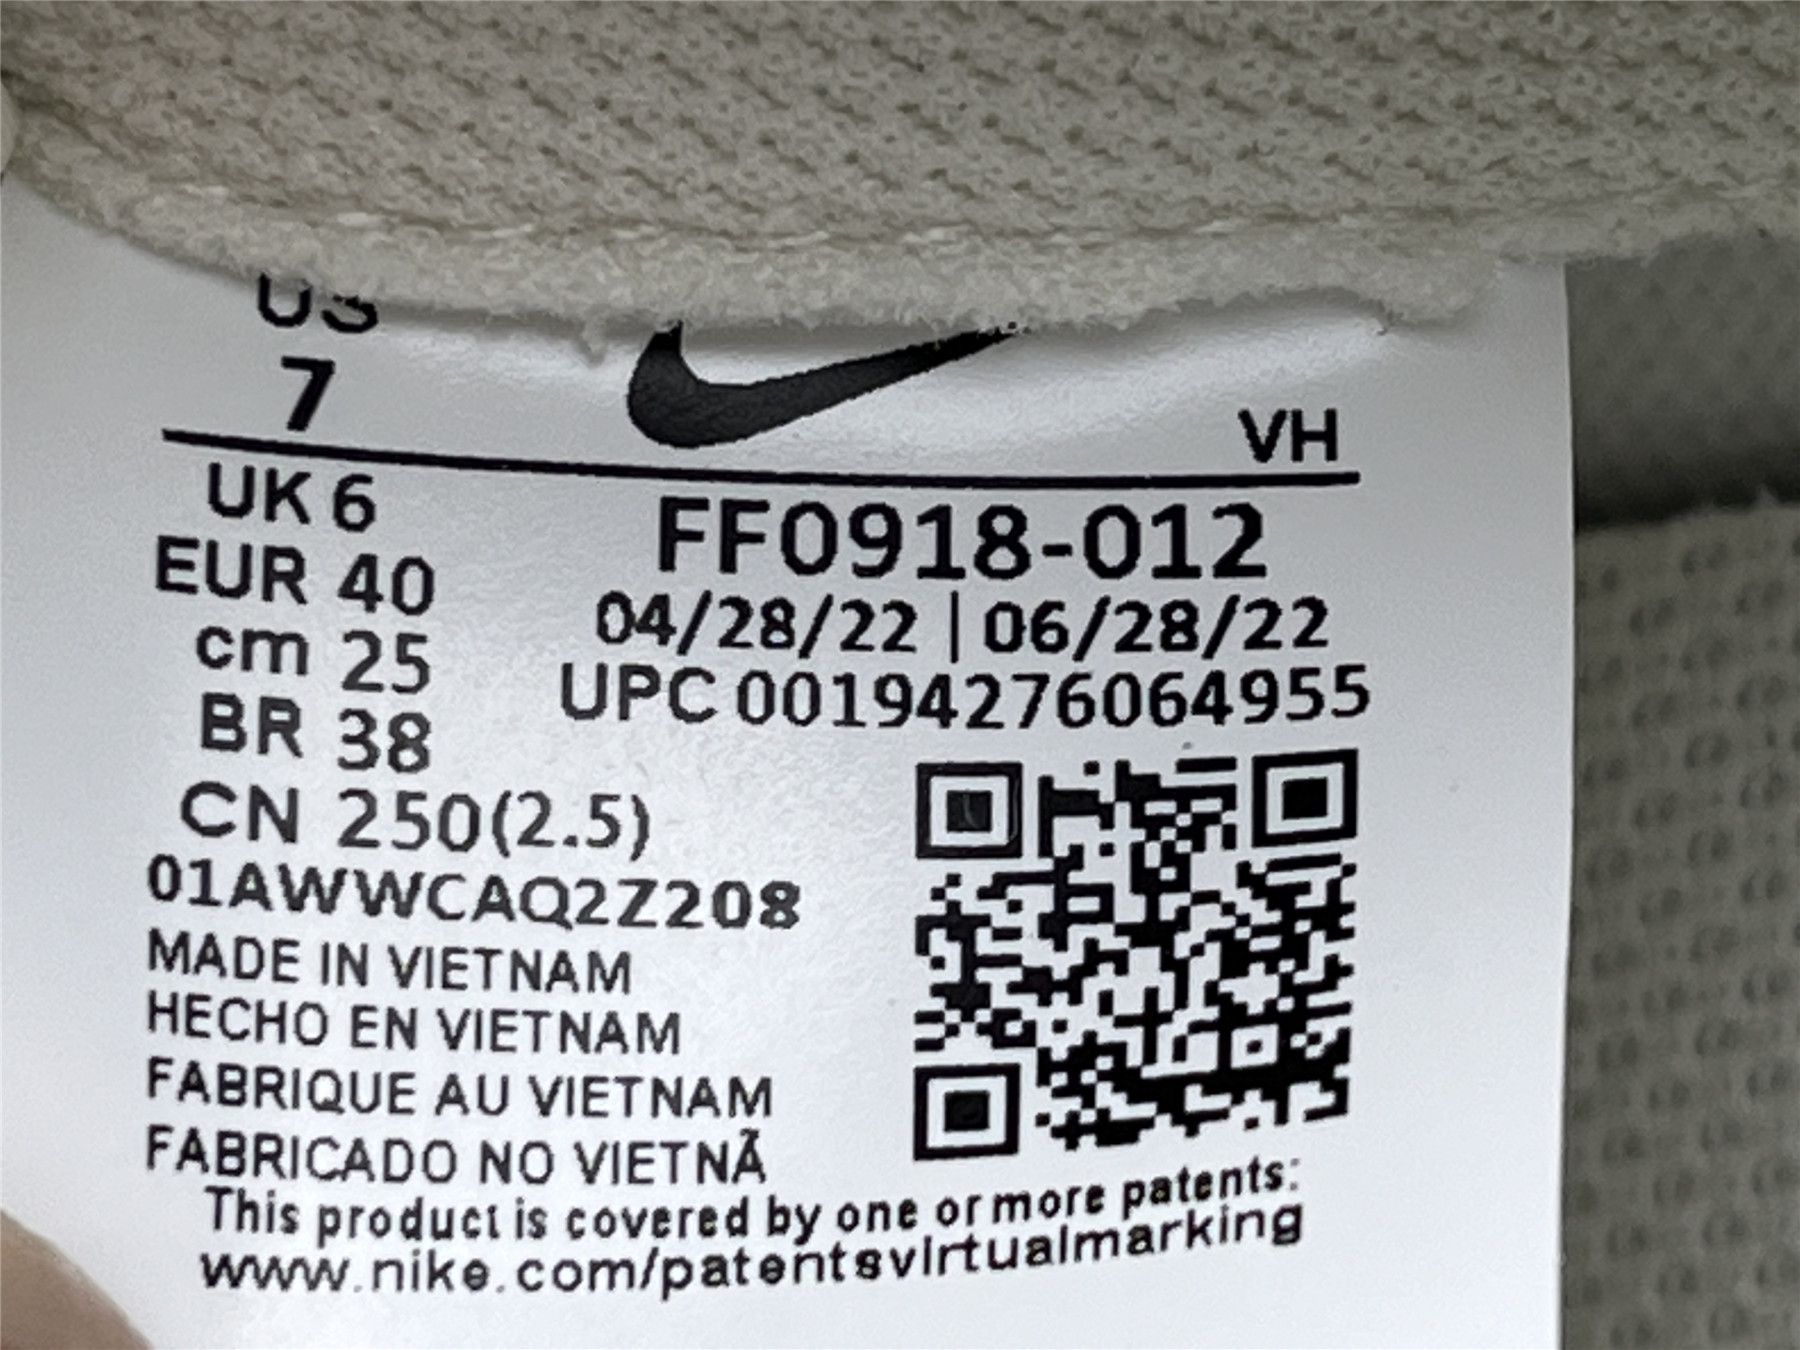 US
7
VH
UK 6
EUR 40
cm 25
BR 38
CN 250(2.5)
FF0918-012
04/28/22 | 06/28/22
UPC 00194276064955
01AWWCAQ2Z208
MADE IN VIETNAM
HECHO EN VIETNAM
FABRIQUE AU VIETNAM
FABRICADO NO VIETNÃ
This product is covered by one or more patents:
www.nike.com/patentsvirtualmarking